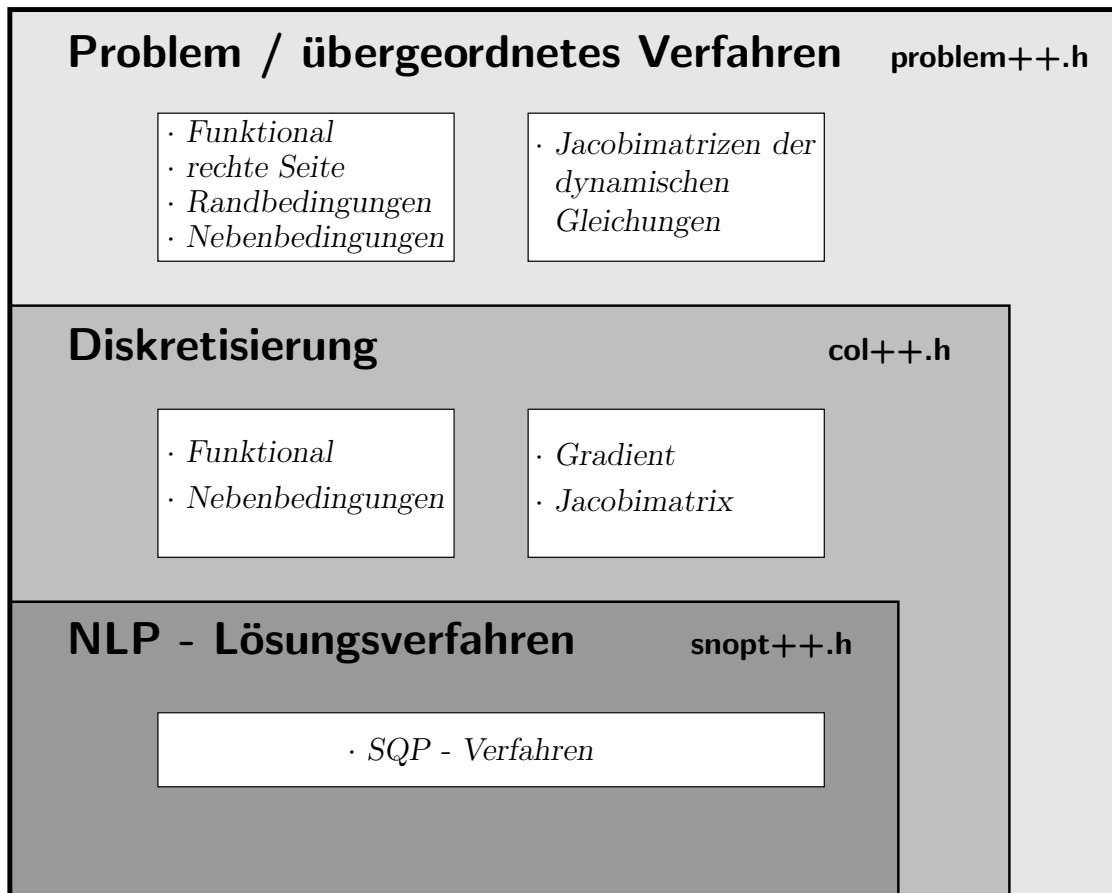 Problem / übergeordnetes Verfahren problem++.h
· Funktional
· rechte Seite
· Randbedingungen
· Nebenbedingungen
· Jacobimatrizen der
dynamischen
Gleichungen
Diskretisierung col++.h
· Funktional
· Nebenbedingungen
· Gradient
· Jacobimatrix
NLP - Lösungsverfahren snopt++.h
· SQP - Verfahren